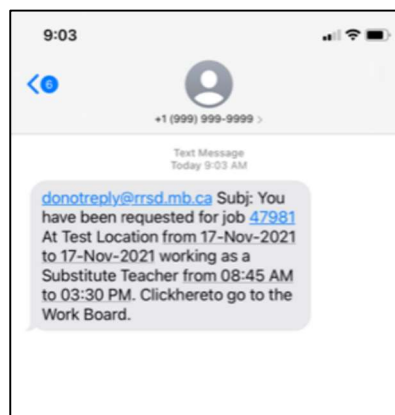 9:03
6
+1 (999) 999-9999 >
Text Message
Today 9:03 AM
donotreply@rrsd.mb.ca Subj: You
have been requested for job 47981
At Test Location from 17-Nov-2021
to 17-Nov-2021 working as a
Substitute Teacher from 08:45 AM
to 03:30 PM. Clickhereto go to the
Work Board.